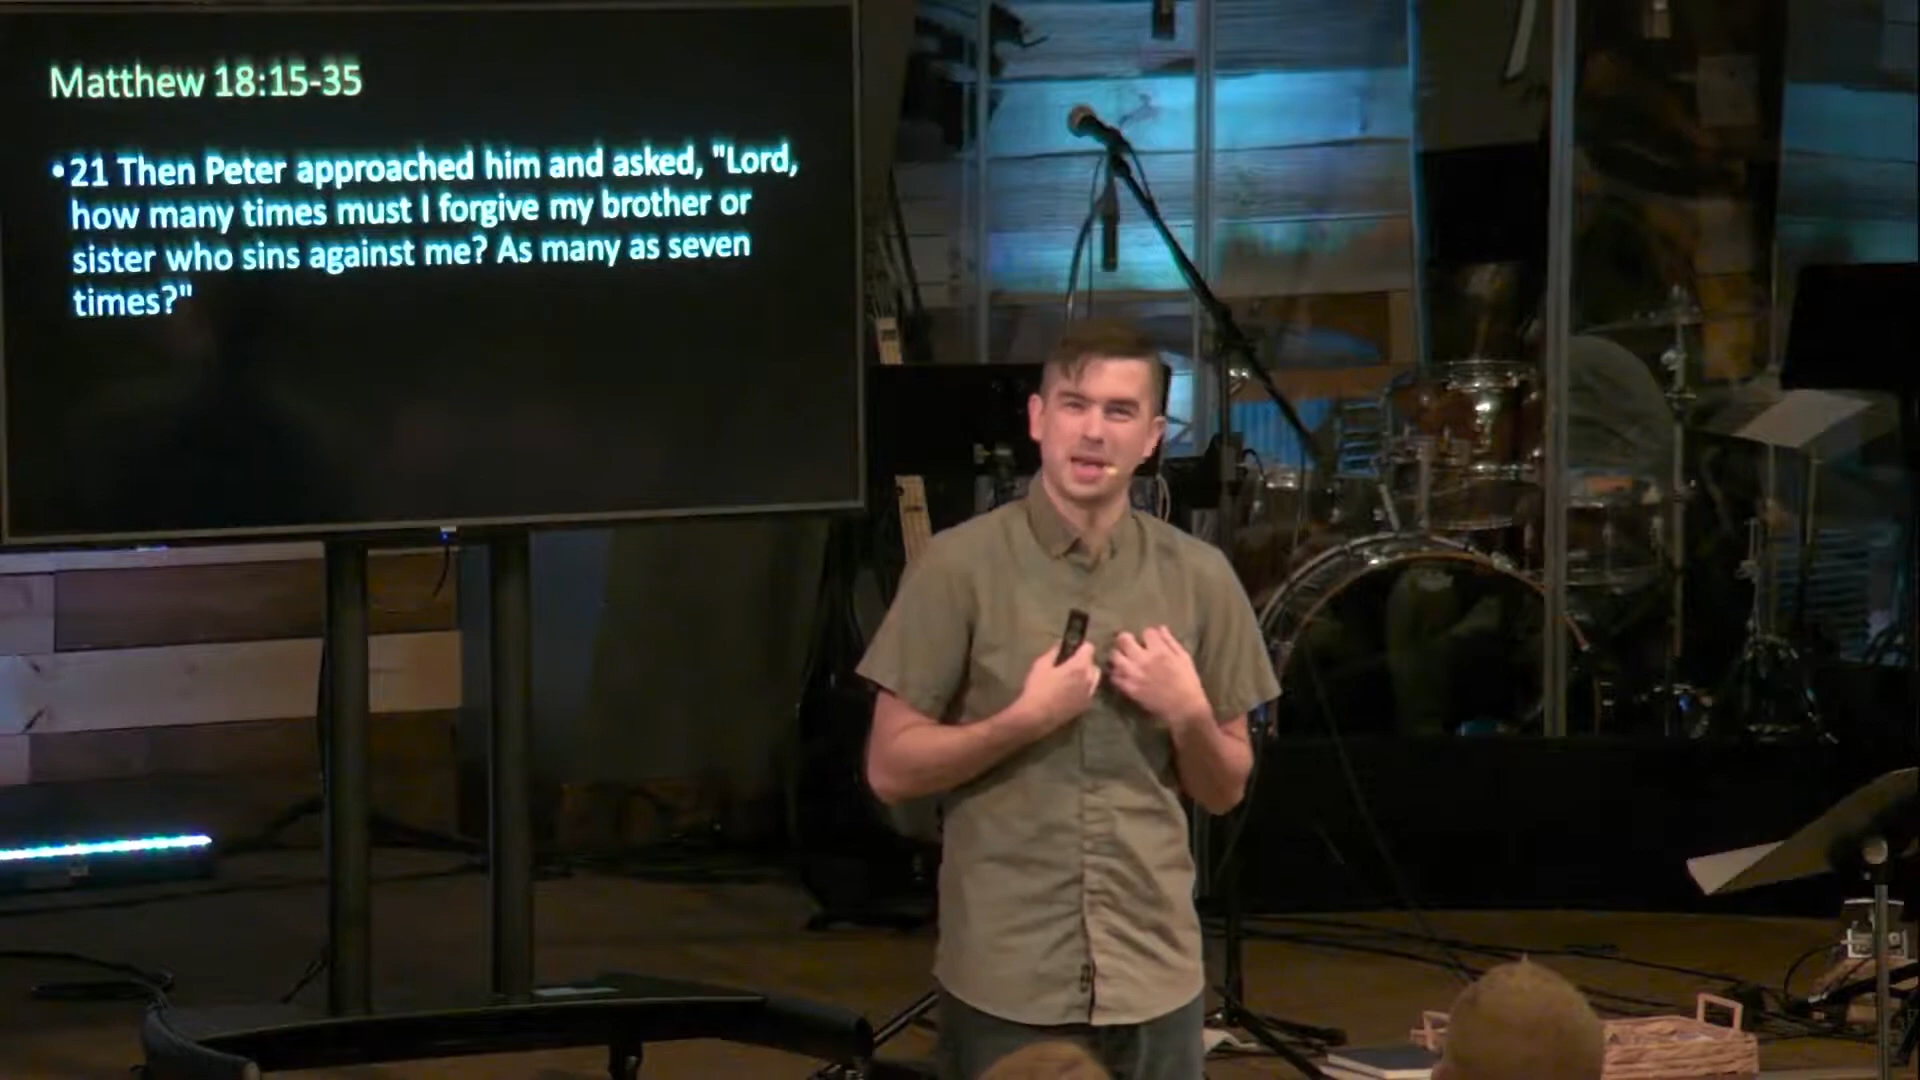 Matthew 18:15-35
•21 Then Peter approached him and asked, "Lord,
how many times must I forgive my brother or
sister who sins against me? As many as seven
times?"